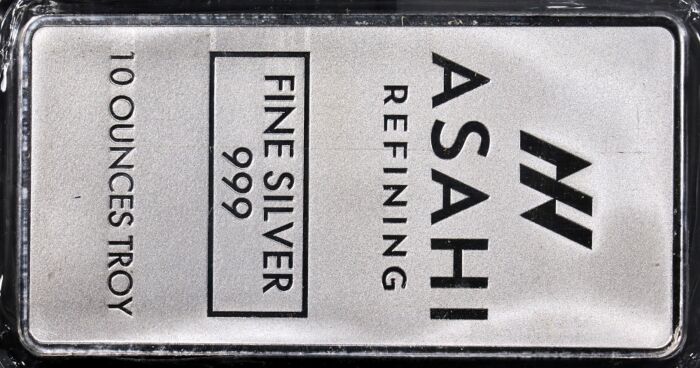 ASAHI
REFINING
FINE SILVER
999
10 OUNCES TROY